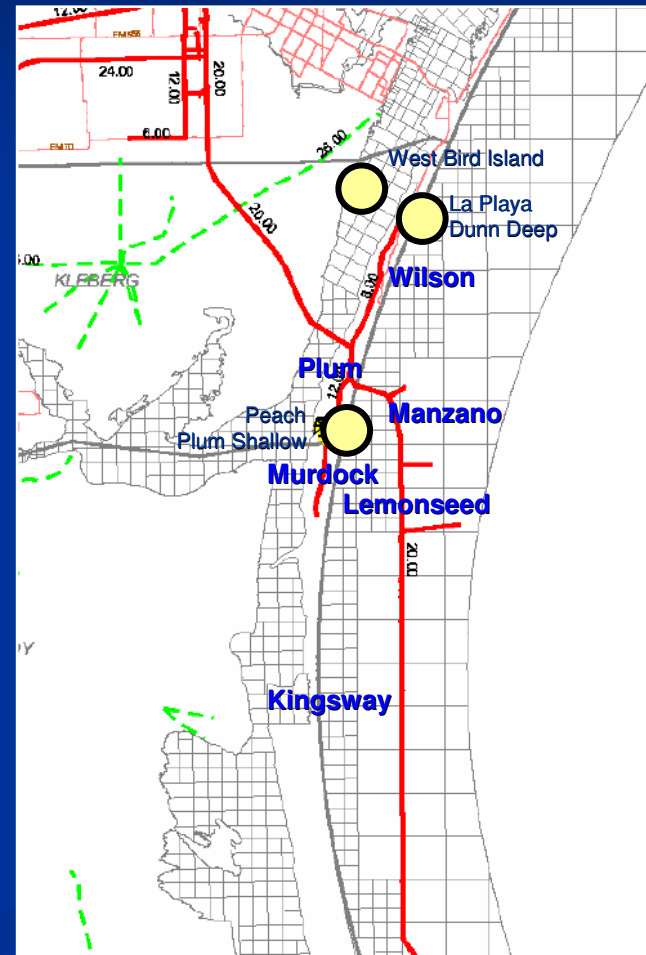 12.00
24.00
12.00
20.00
6.00
26.00
West Bird Island
La Playa
Dunn Deep
20.00
KLEBERG
8.00
Wilson
Plum
Peach
Plum Shallow
Manzano
Murdock
Lemonseed
20.00
Kingsway